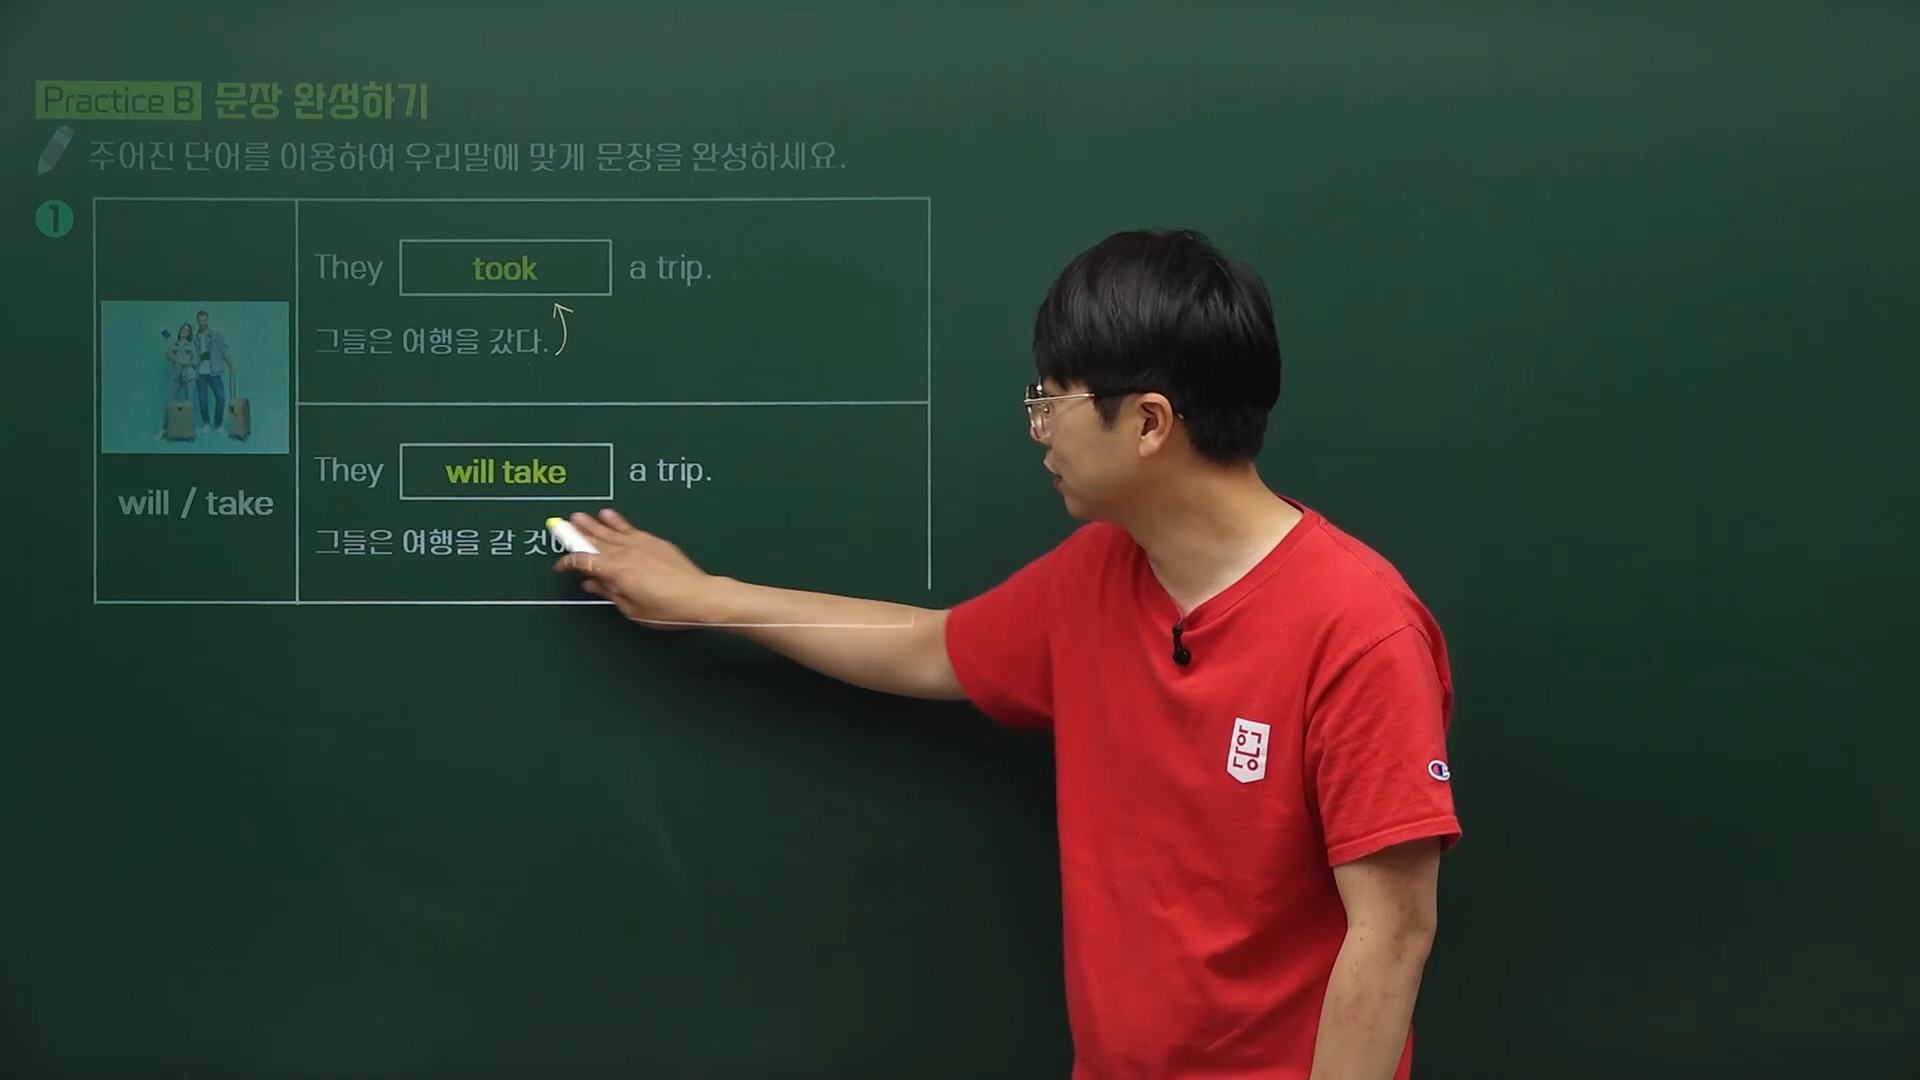 Practice B 문장 완성하기
주어진 단어를 이용하여 우리말에 맞게 문장을 완성하세요.
1
They took a trip.
그들은 여행을 갔다.
will / take
They will take a trip.
그들은 여행을 갈
강남